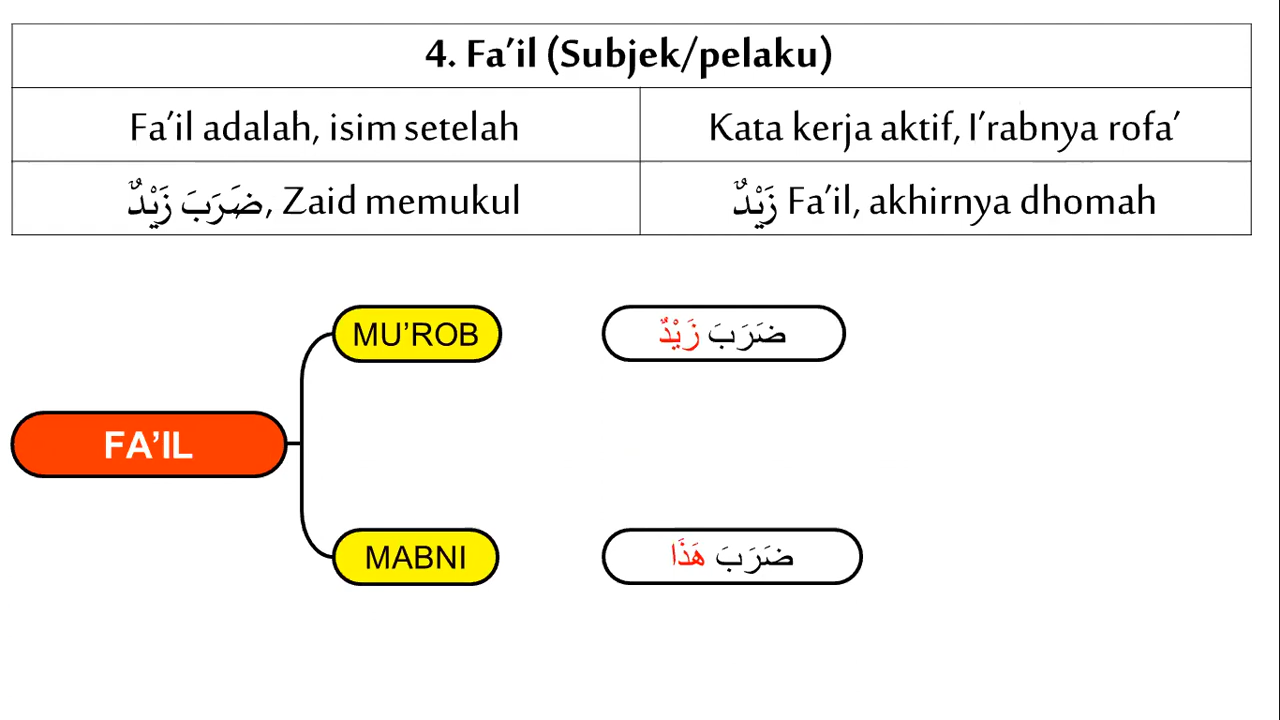 4. Fa’il (Subjek/pelaku)
Fa’il adalah, isim setelah
Kata kerja aktif, I’rabnya rofa’
ضَرَبَ زَيْدٌ, Zaid memukul
زَيْدٌ Fa’il, akhirnya dhomah
MU’ROB
ضَرَبَ زَيْدٌ
FA’IL
MABNI
ضَرَبَ هَذَا